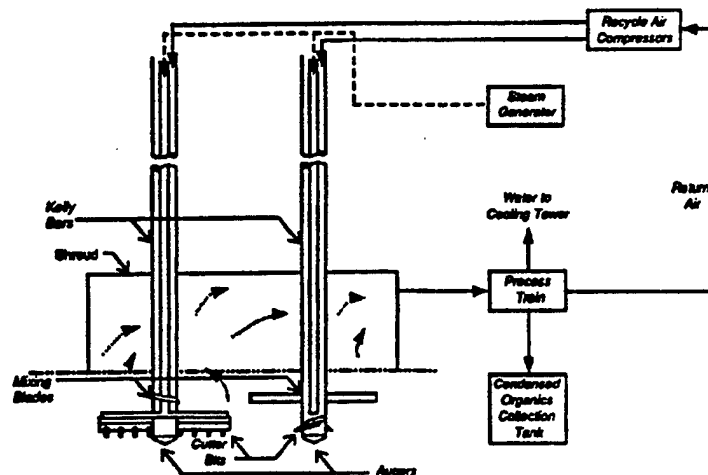 Recycle Air
Compressors
Steam
Generator
Kelly
Bars
Shroud
Water to
Cooling Tower
Return
Air
Process
Train
Mixing
Blades
Cutter
Bits
Condensed
Organics
Collection
Tank
Augers